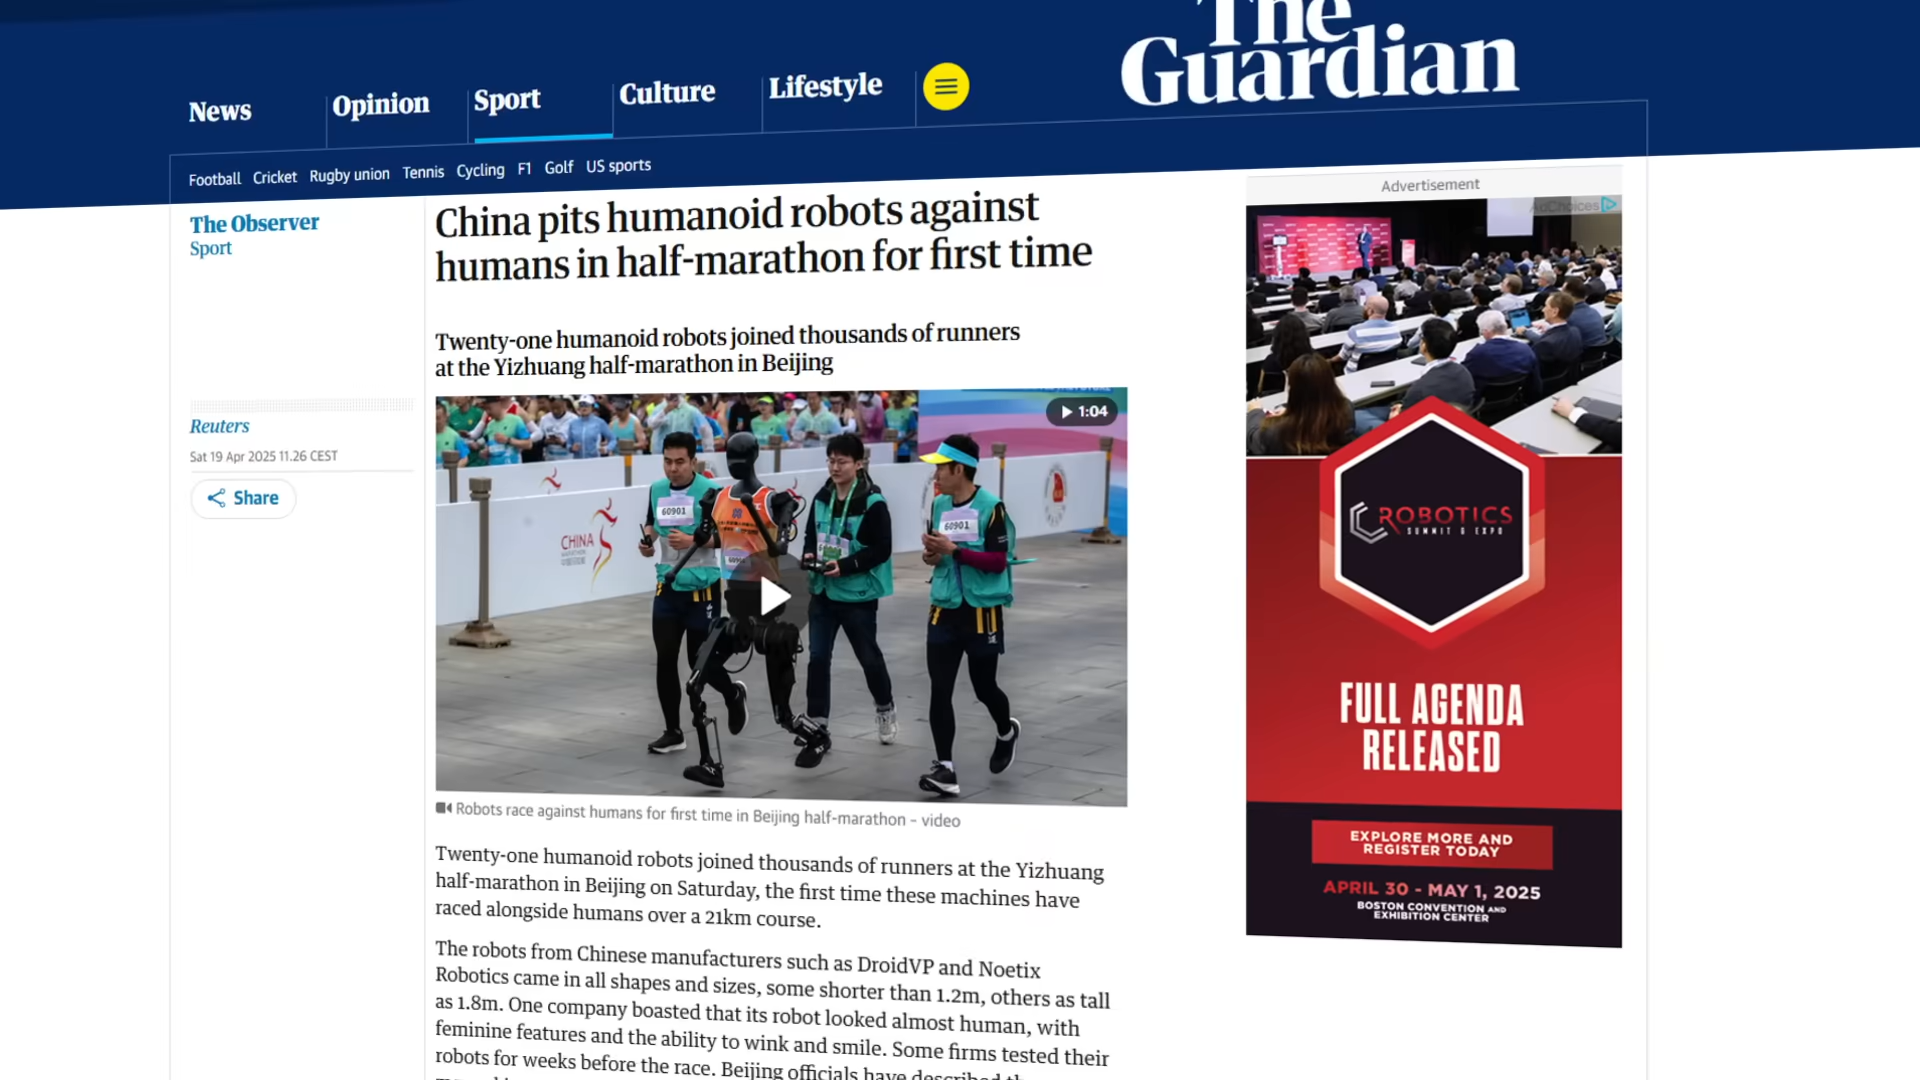 The
Guardian
News
Opinion
Sport
Culture
Lifestyle
Football Cricket Rugby union Tennis Cycling F1 Golf US sports
The Observer
Sport
China pits humanoid robots against
humans in half-marathon for first time
Twenty-one humanoid robots joined thousands of runners
at the Yizhuang half-marathon in Beijing
Reuters
Sat 19 Apr 2025 11.26 CEST
Share
1:04
CHINA
60901
60901
Robots race against humans for first time in Beijing half-marathon – video
Twenty-one humanoid robots joined thousands of runners at the Yizhuang
half-marathon in Beijing on Saturday, the first time these machines have
raced alongside humans over a 21km course.
The robots from Chinese manufacturers such as DroidVP and Noetix
Robotics came in all shapes and sizes, some shorter than 1.2m, others as tall
as 1.8m. One company boasted that its robot looked almost human, with
feminine features and the ability to wink and smile. Some firms tested their
robots for weeks before the race. Beijing officials have described
Advertisement
AdChoices
ROBOTICS
SUMMIT & EXPO
FULL AGENDA
RELEASED
EXPLORE MORE AND
REGISTER TODAY
APRIL 30 - MAY 1, 2025
BOSTON CONVENTION AND
EXHIBITION CENTER